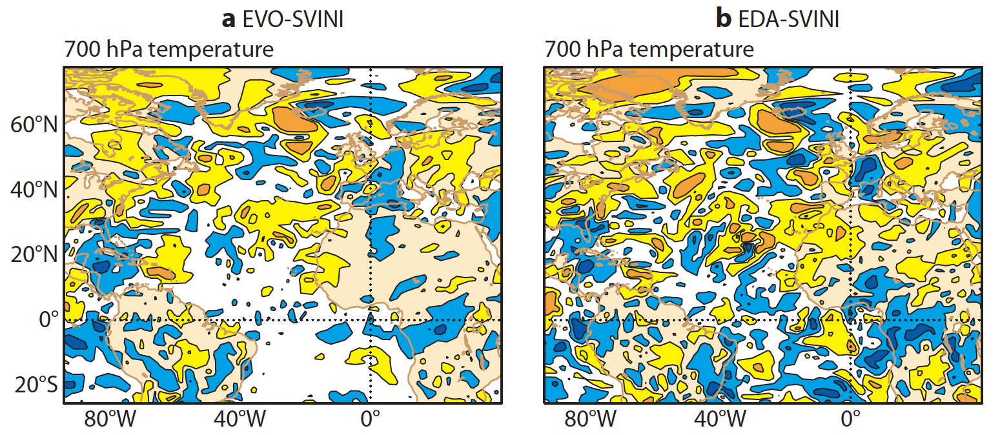 a EVO-SVINI
700 hPa temperature
60°N
40°N
20°N
0°
20°S
80°W
40°W
0°
b EDA-SVINI
700 hPa temperature
80°W
40°W
0°